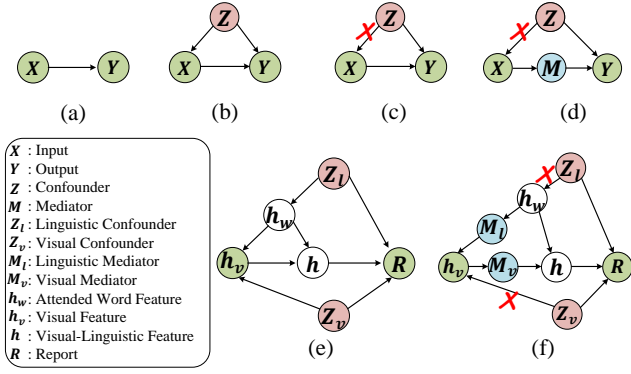 Z Z Z
X Y X Y X Y X M Y
(a) (b) (c) (d)
X : Input
Y : Output
Z : Confounder
M : Mediator
Z_l : Linguistic Confounder
Z_v : Visual Confounder
M_l : Linguistic Mediator
M_v : Visual Mediator
h_w : Attended Word Feature
h_v : Visual Feature
h : Visual-Linguistic Feature
R : Report
Z_l
h_w
h_v h R
Z_v
(e)
Z_l
h_w
M_l
h_v M_v h R
Z_v
(f)